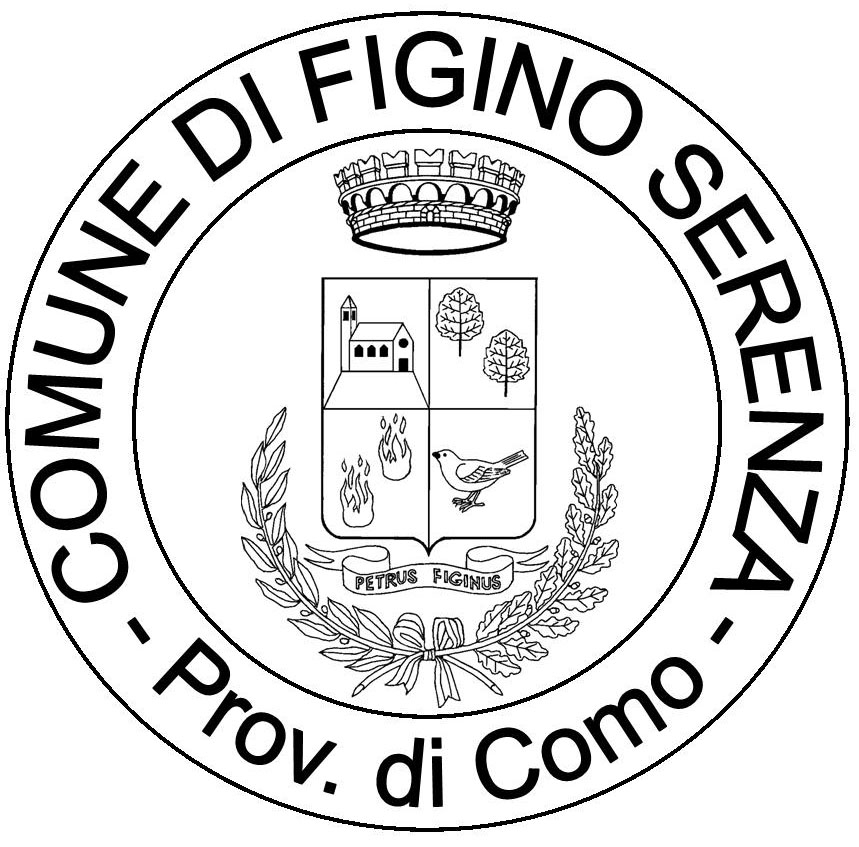 COMUNE DI FIGINO SERENZA
- Prov. di Como -
PETRUS FIGINUS